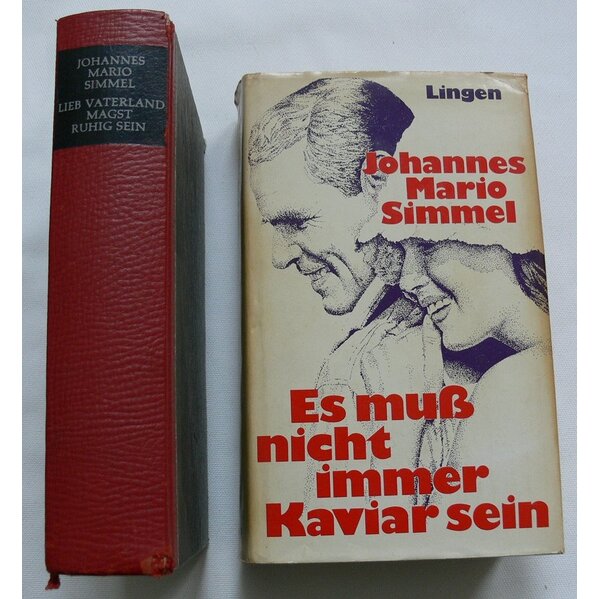 JOHANNES
MARIO
SIMMEL
LIEB VATERLAND
MAGST
RUHIG SEIN
Lingen
Johannes
Mario
Simmel
Es muß
nicht
immer
Kaviar sein